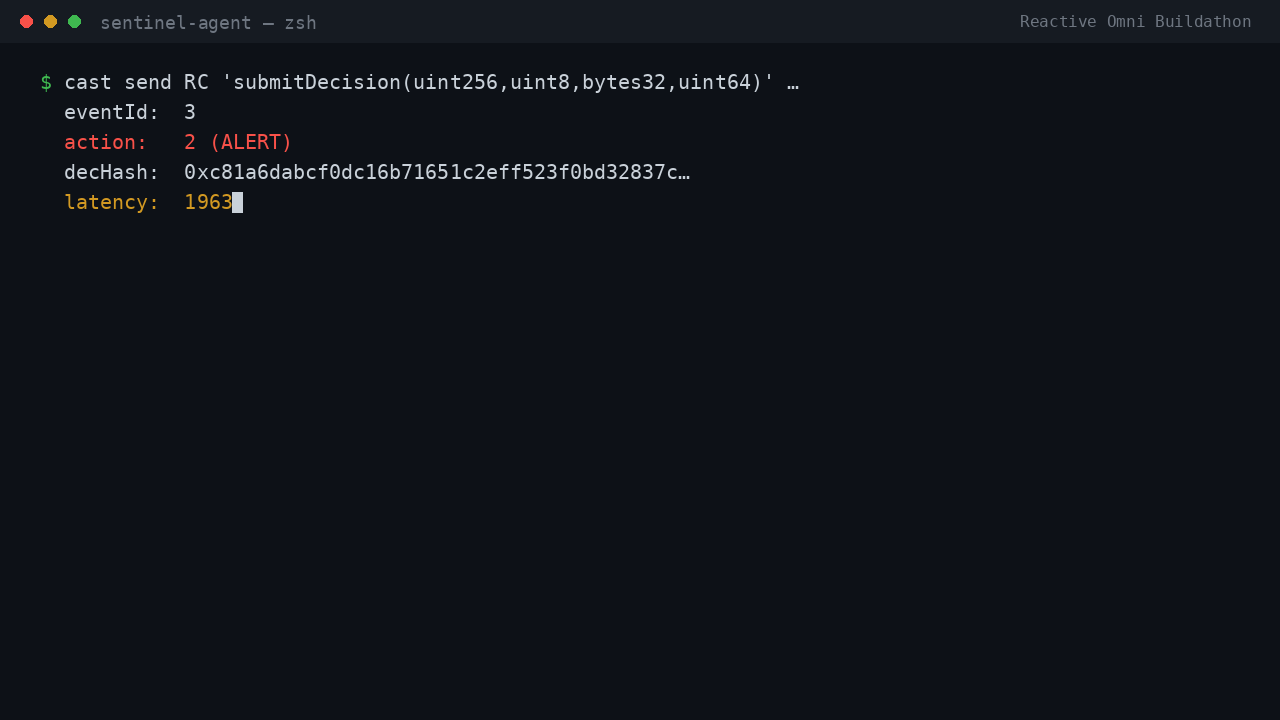 sentinel-agent — zsh
Reactive Omni Buildathon
$ cast send RC 'submitDecision(uint256,uint8,bytes32,uint64)' …
eventId: 3
action: 2 (ALERT)
decHash: 0xc81a6dabcf0dc16b71651c2eff523f0bd32837c…
latency: 1963